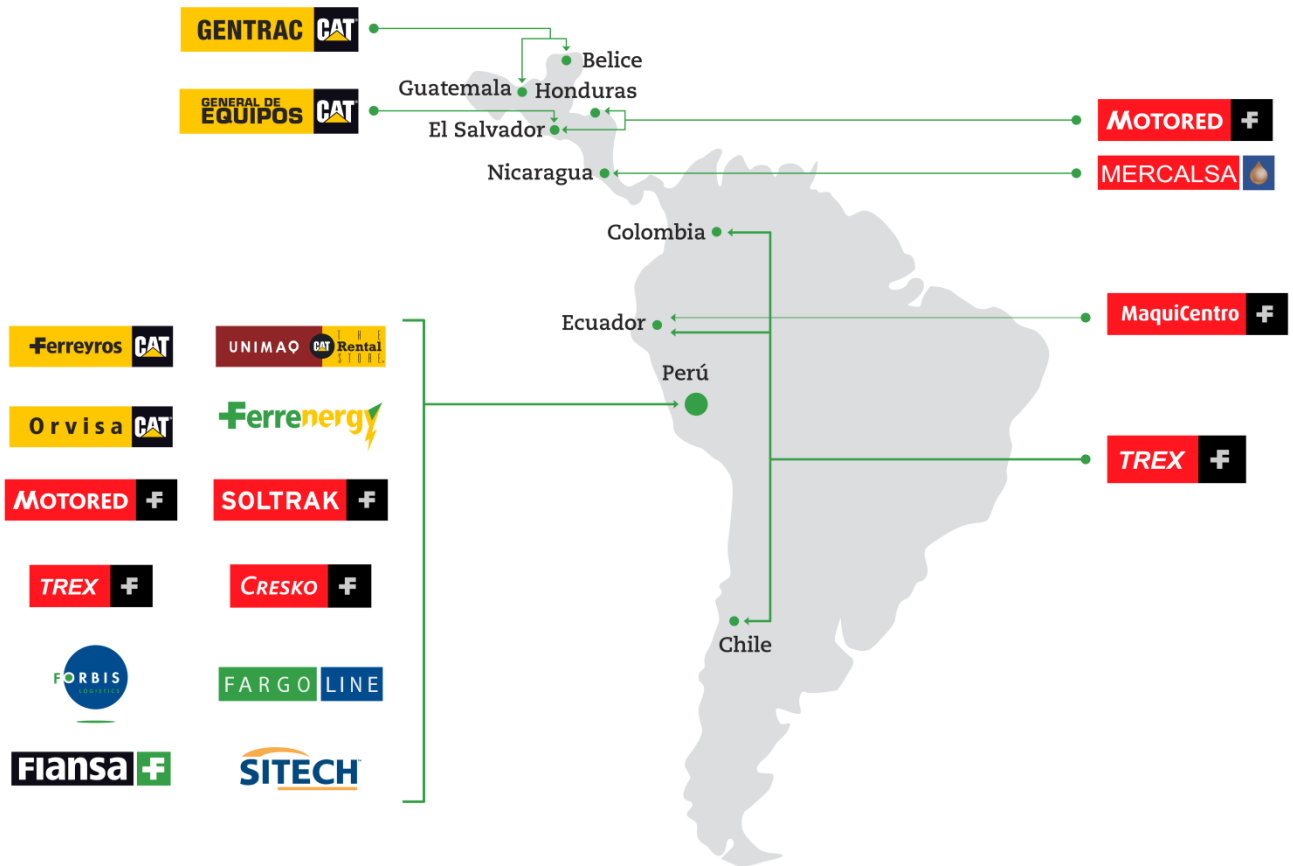 GENTRAC CAT
Belice
Guatemala
Honduras
GENERAL DE
EQUIPOS CAT
El Salvador
MOTORED F
Nicaragua
MERCALSA
Colombia
Ecuador
MaquiCentro F
Perú
TREX F
Chile
Ferreyros CAT
UNIMAQ CAT THE
Rental
STORE
Orvisa CAT
Ferrenergy
MOTORED F
SOLTRAK F
TREX F
CRESKO F
FORBIS
LOGISTICS
FARGO LINE
FIansa F
SITECH